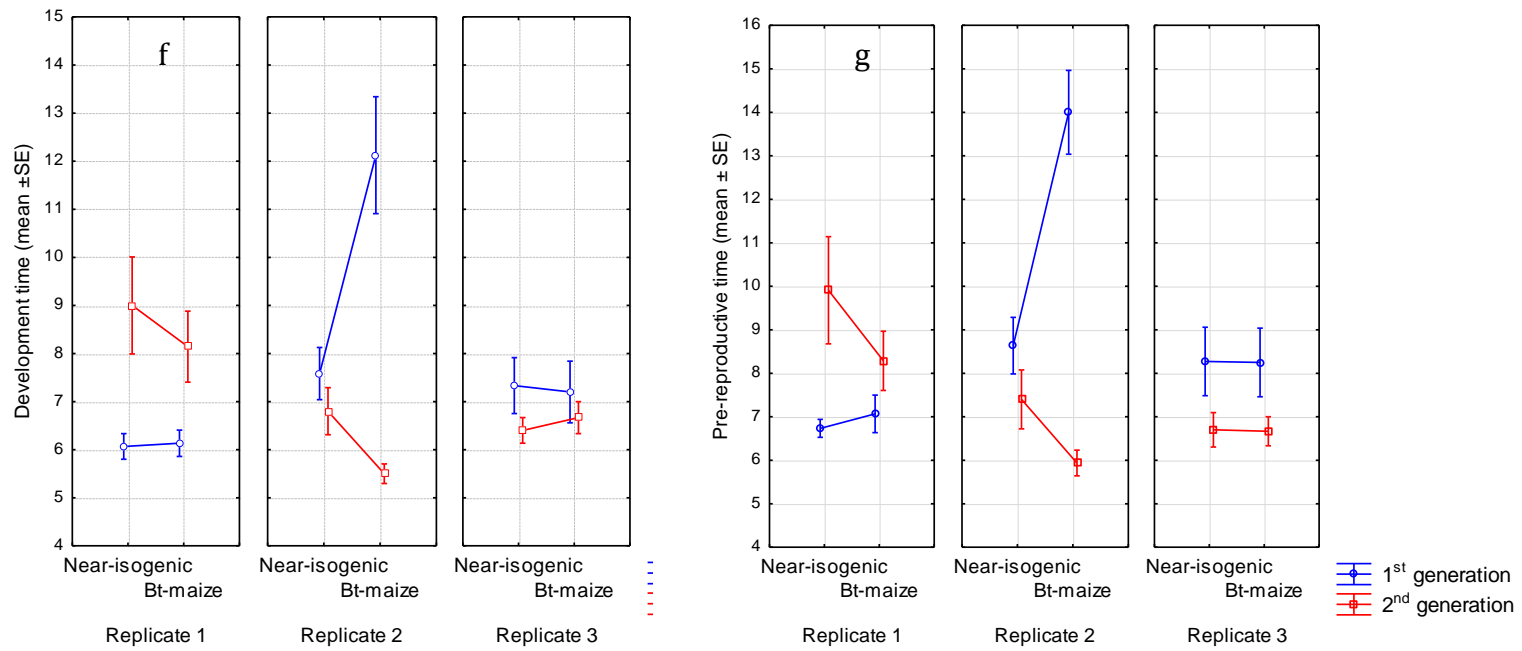 f
Development time (mean ±SE)
15
14
13
12
11
10
9
8
7
6
5
4
Near-isogenic
Bt-maize
Replicate 1
Near-isogenic
Bt-maize
Replicate 2
Near-isogenic
Bt-maize
Replicate 3
g
Pre-reproductive time (mean ± SE)
16
15
14
13
12
11
10
9
8
7
6
5
4
Near-isogenic
Bt-maize
Replicate 1
Near-isogenic
Bt-maize
Replicate 2
Near-isogenic
Bt-maize
Replicate 3
1st generation
2nd generation